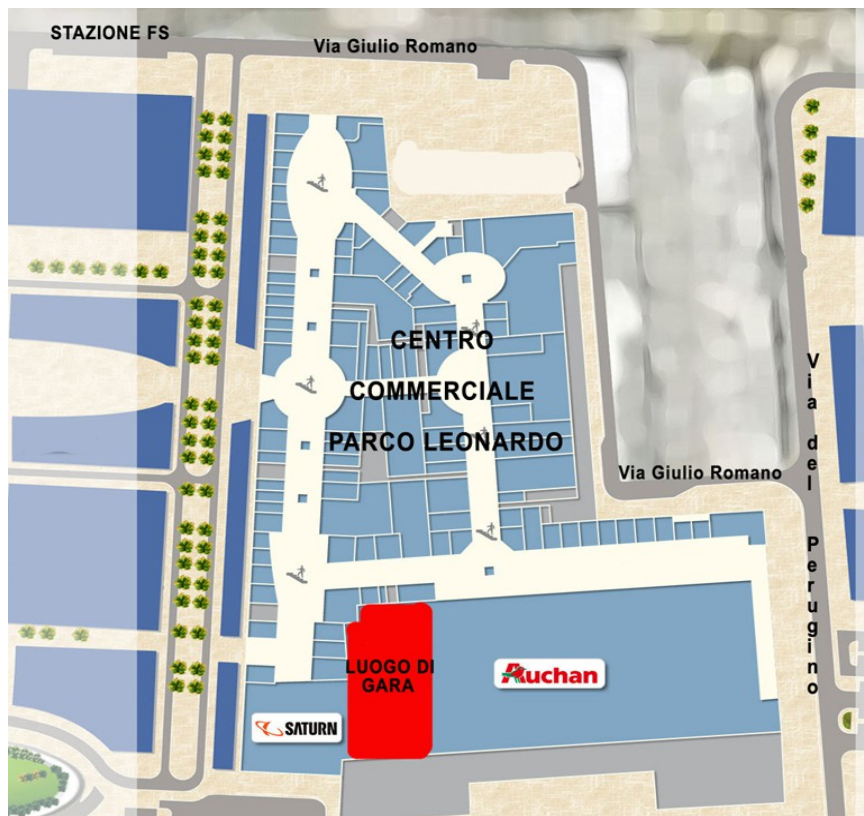 STAZIONE FS
Via Giulio Romano
CENTRO
COMMERCIALE
PARCO LEONARDO
Via Giulio Romano
Via del Perugino
LUOGO DI
GARA
Auchan
SATURN